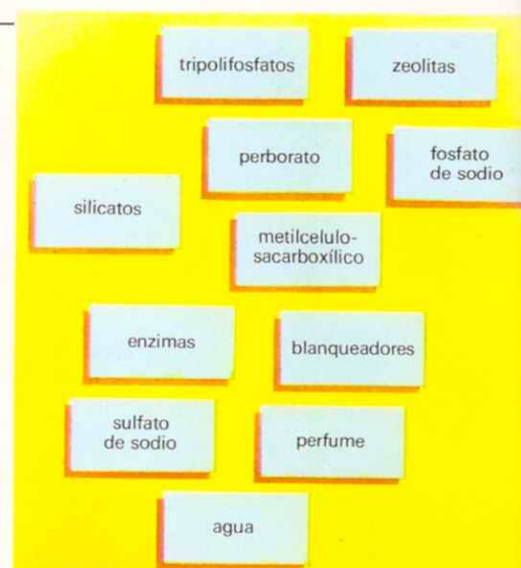 tripolifosfatos
zeolitas
perborato
fosfato
de sodio
silicatos
metilcelulo-
sacarboxílico
enzimas
blanqueadores
sulfato
de sodio
perfume
agua